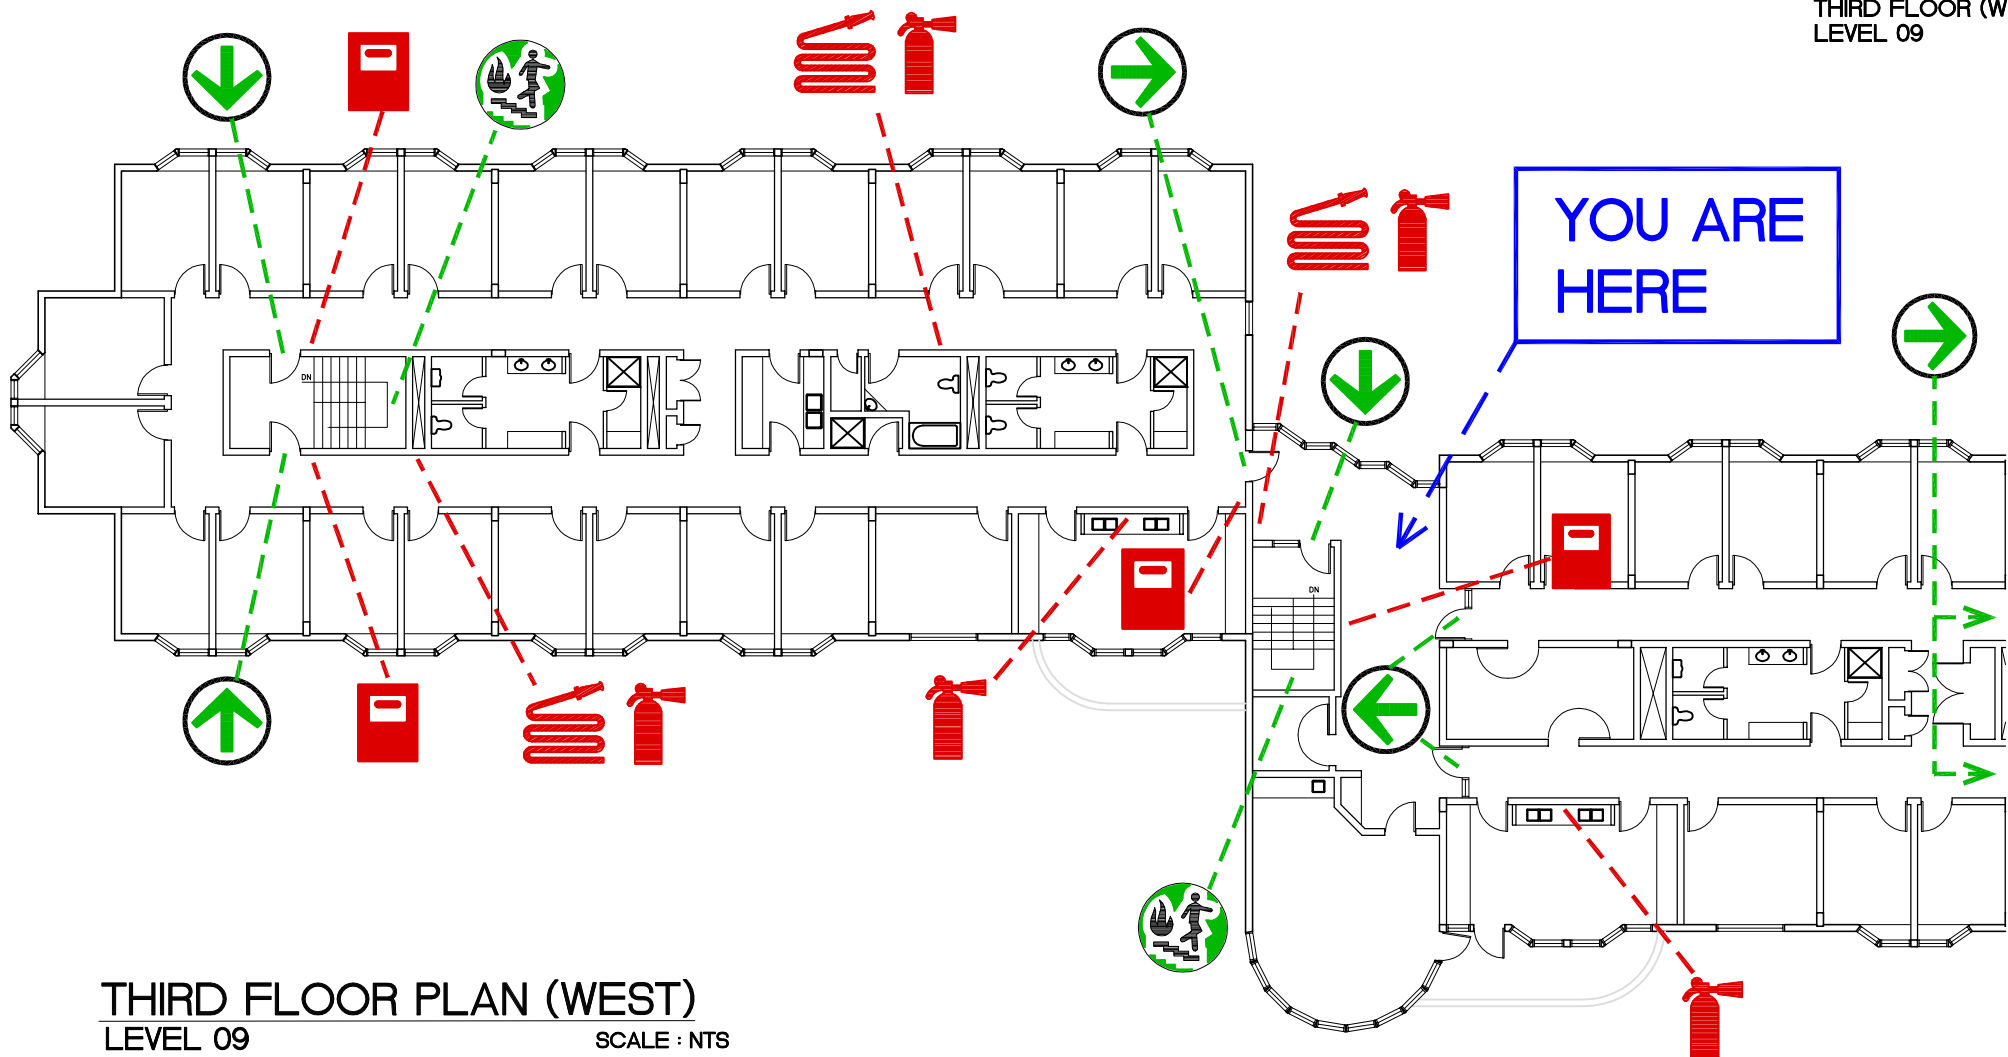 THIRD FLOOR (W
LEVEL 09
YOU ARE
HERE
DN
DN
THIRD FLOOR PLAN (WEST)
LEVEL 09
SCALE : NTS